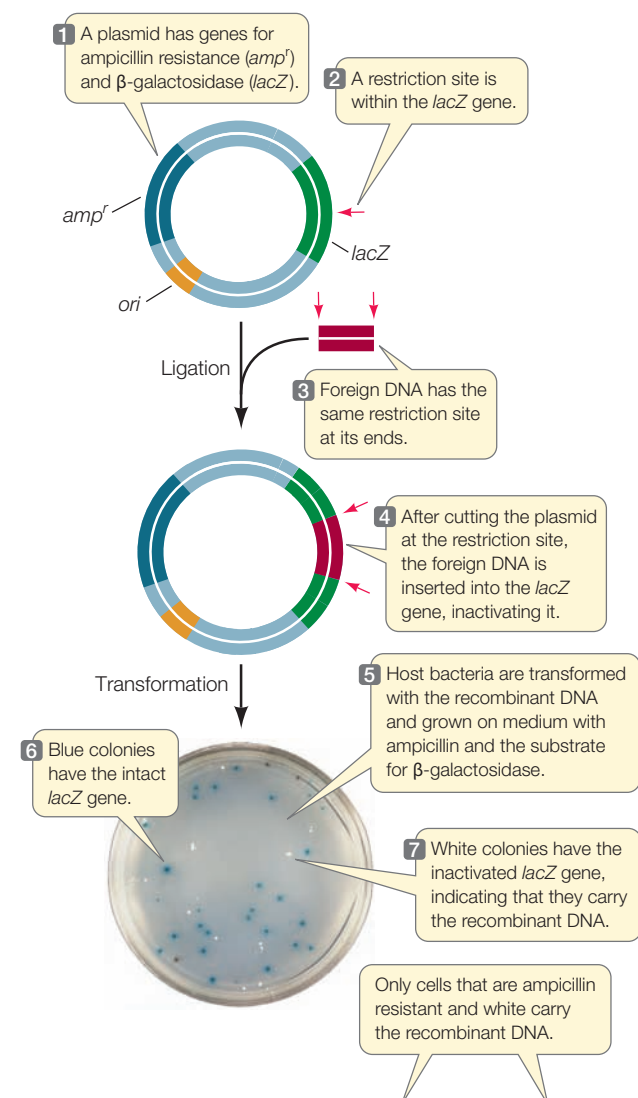 1 A plasmid has genes for
ampicillin resistance (ampʳ)
and β-galactosidase (lacZ).
2 A restriction site is
within the lacZ gene.
ampʳ
lacZ
ori
Ligation
3 Foreign DNA has the
same restriction site
at its ends.
4 After cutting the plasmid
at the restriction site,
the foreign DNA is
inserted into the lacZ
gene, inactivating it.
Transformation
5 Host bacteria are transformed
with the recombinant DNA
and grown on medium with
ampicillin and the substrate
for β-galactosidase.
6 Blue colonies
have the intact
lacZ gene.
7 White colonies have the
inactivated lacZ gene,
indicating that they carry
the recombinant DNA.
Only cells that are ampicillin
resistant and white carry
the recombinant DNA.